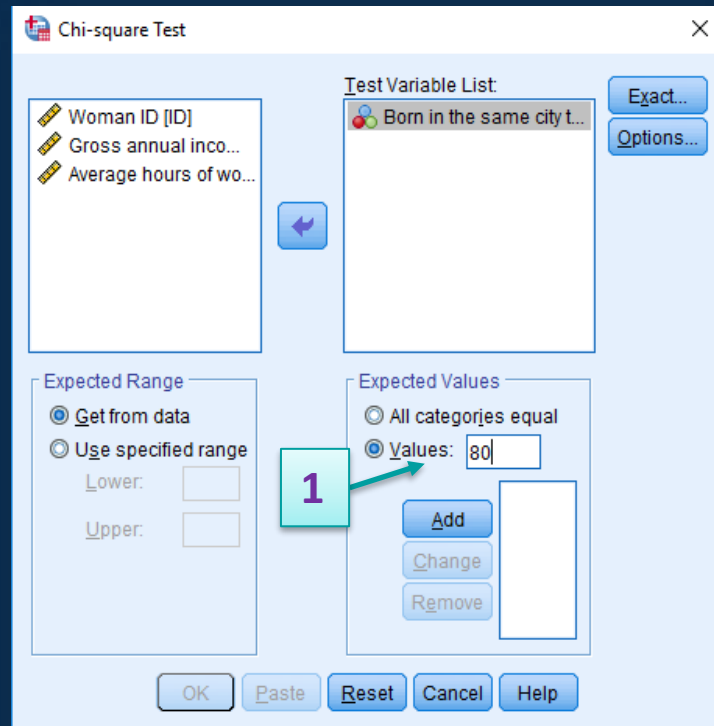 Chi-square Test
Test Variable List:
Woman ID [ID]
Gross annual inco...
Average hours of wo...
Born in the same city t...
Exact...
Options...
Expected Range
Get from data
Use specified range
Lower:
Upper:
Expected Values
All categories equal
Values: 80
1
Add
Change
Remove
OK Paste Reset Cancel Help